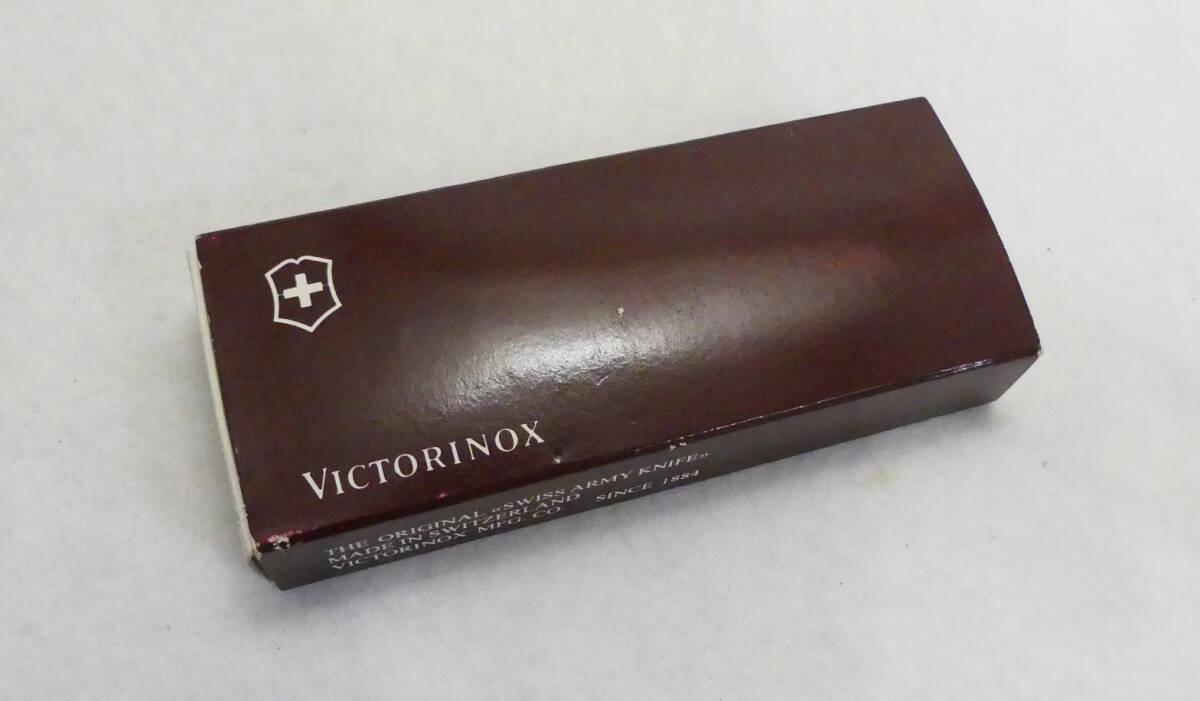 VICTORINOX
THE ORIGINAL «SWISS ARMY KNIFE»
MADE IN SWITZERLAND SINCE 1884
VICTORINOX MFG. CO